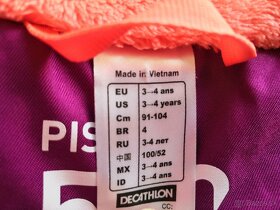 Made in Vietnam
EU 3–4 ans
US 3–4 years
Cm 91-104
BR 4
RU 3-4 лет
中国 100/52
MX 3–4 ans
ID 3–4 ans
DECATHLON
CC:
PIS